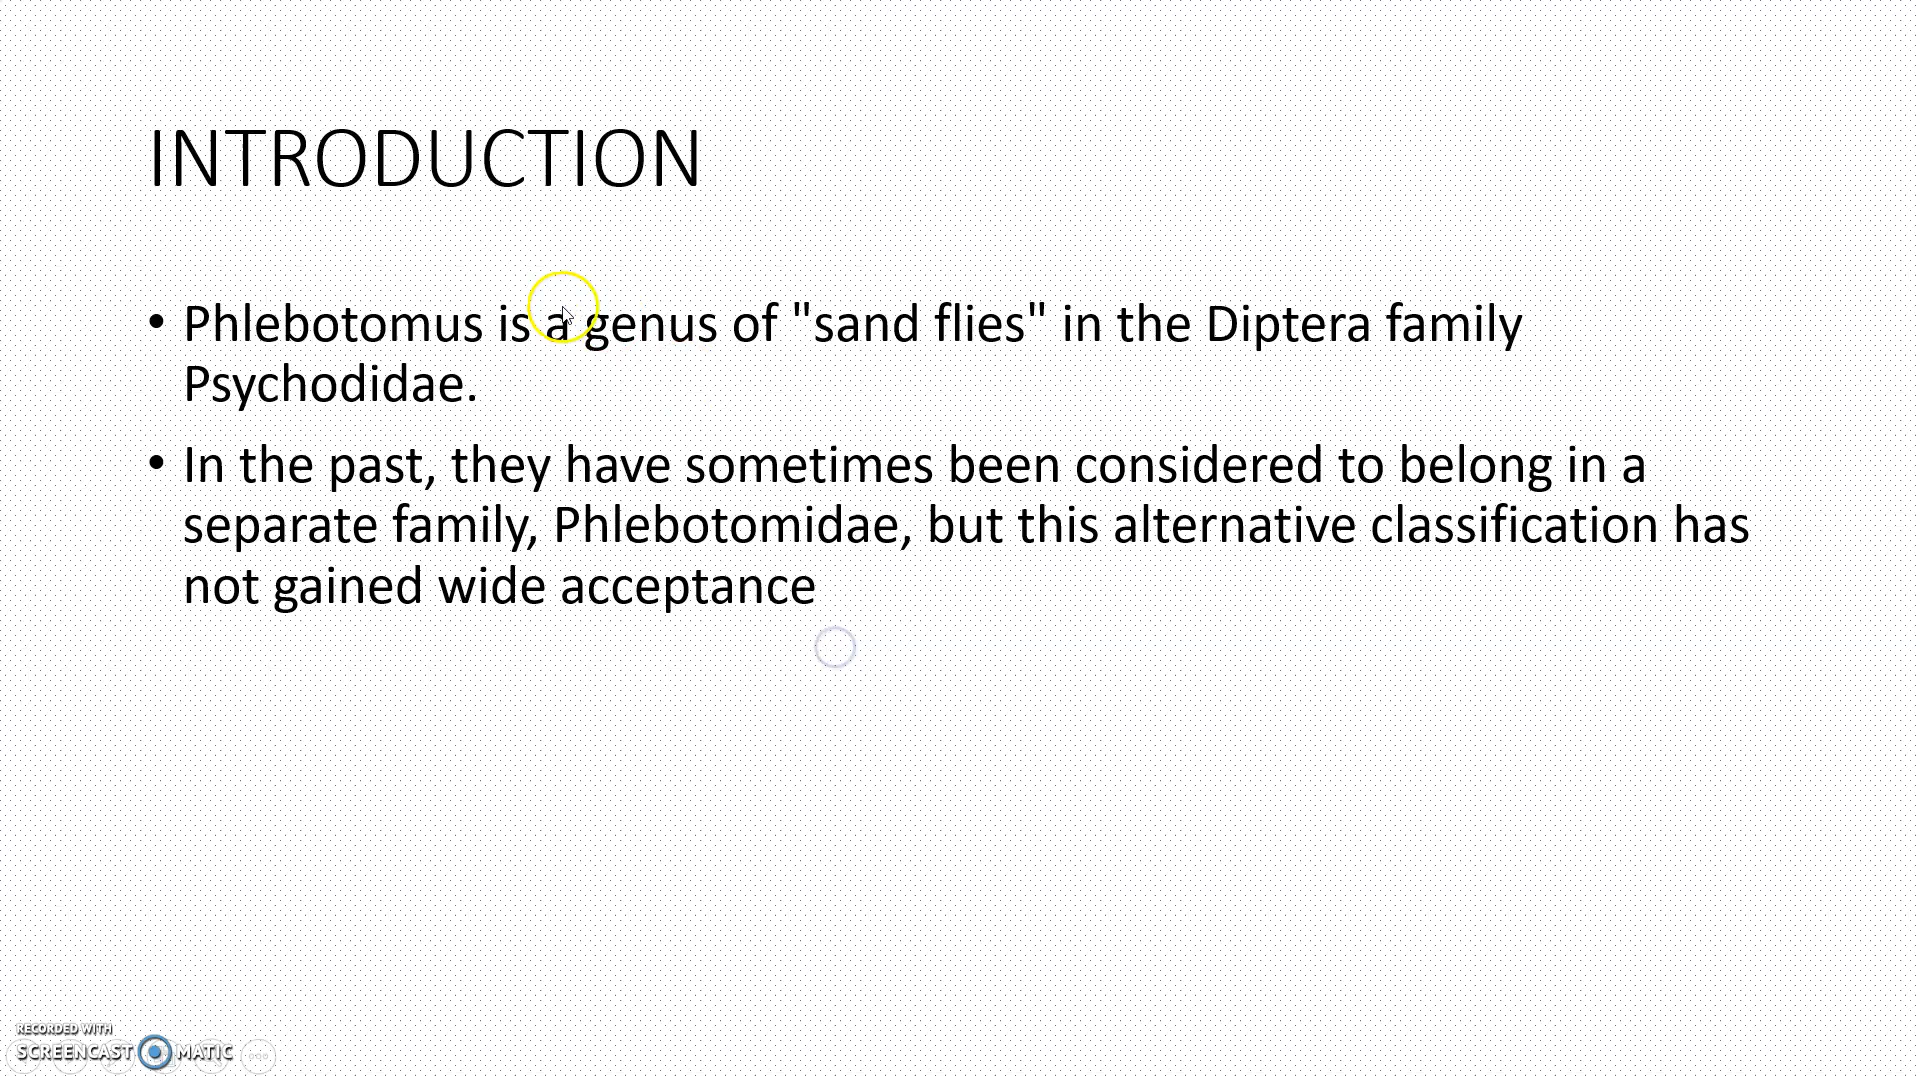 INTRODUCTION
• Phlebotomus is a genus of "sand flies" in the Diptera family
Psychodidae.
• In the past, they have sometimes been considered to belong in a
separate family, Phlebotomidae, but this alternative classification has
not gained wide acceptance
RECORDED WITH
SCREENCAST MATIC